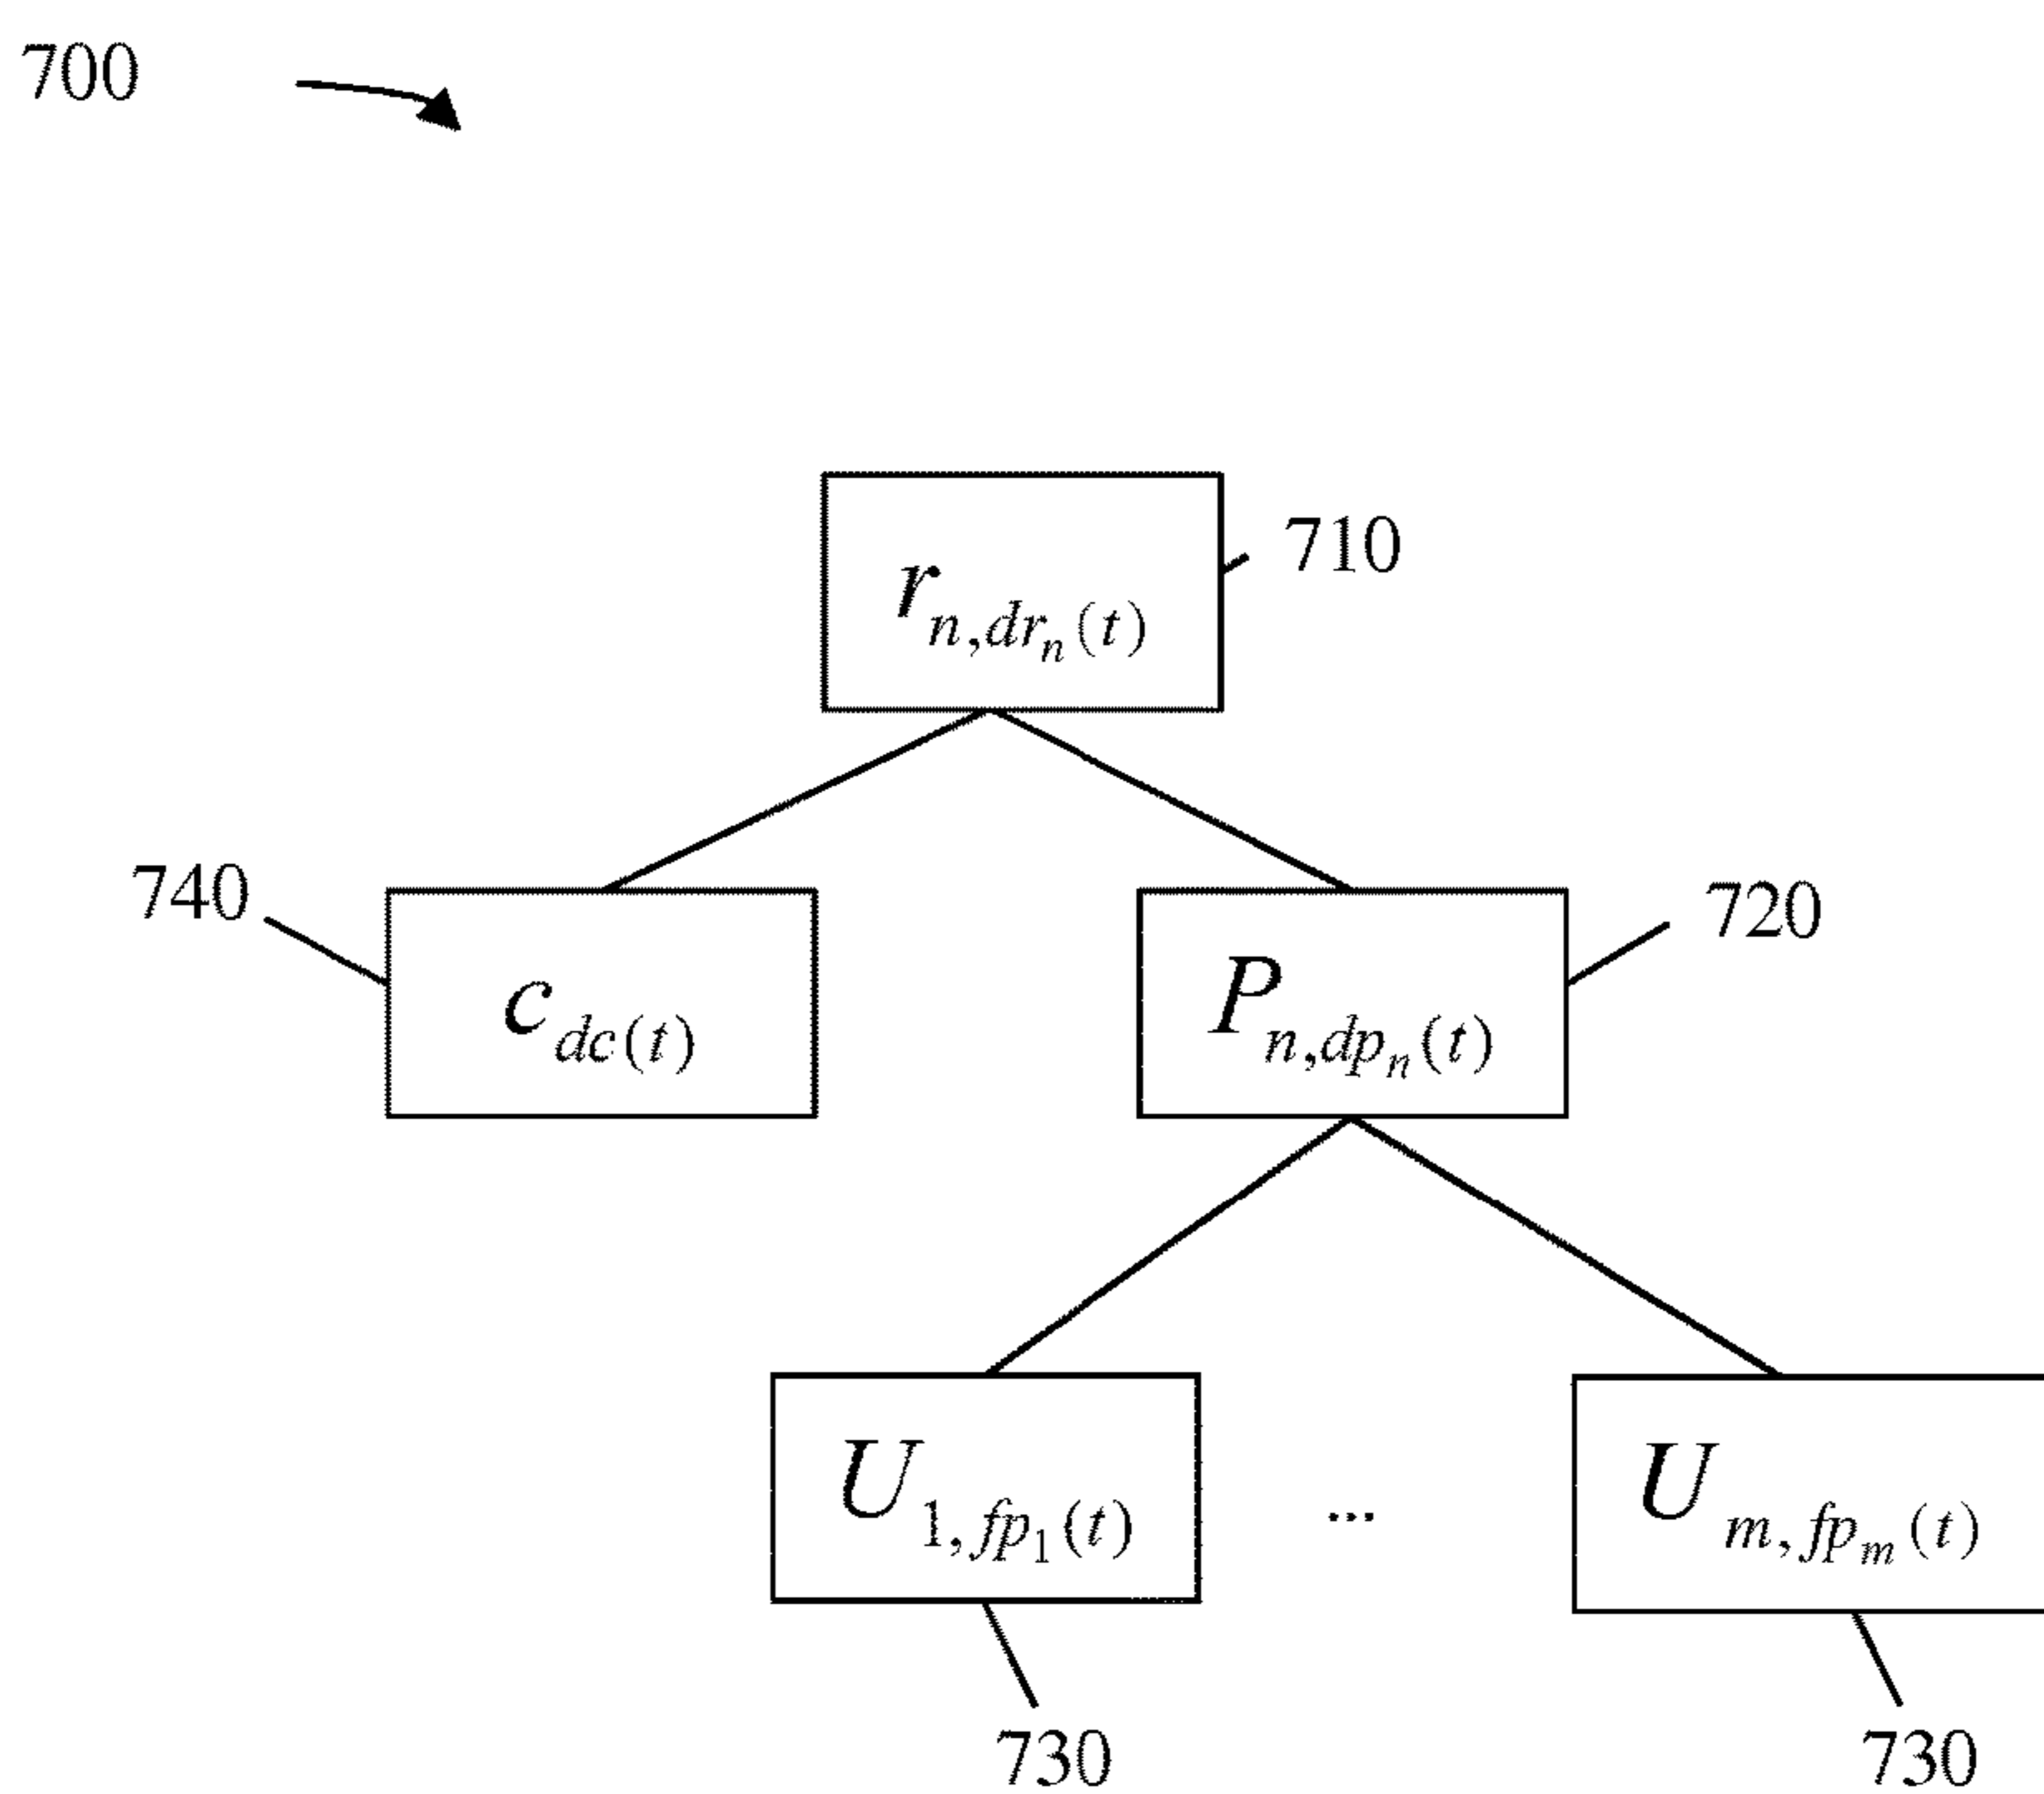 700
r_{n,dr_n(t)}
710
740
c_{dc(t)}
P_{n,dp_n(t)}
720
U_{1,fp_1(t)} ... U_{m,fp_m(t)}
730 730